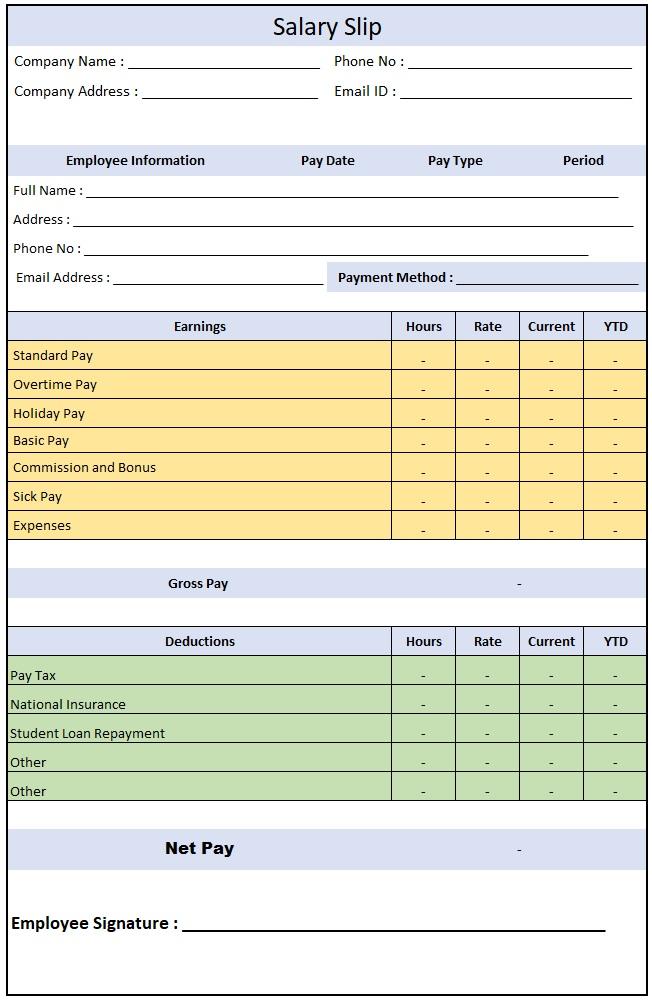 Salary Slip
Company Name : ____________________ Phone No : ____________________
Company Address : ____________________ Email ID : ____________________
Employee Information Pay Date Pay Type Period
Full Name : ____________________
Address : ____________________
Phone No : ____________________
Email Address : ____________________ Payment Method : ____________________
Earnings Hours Rate Current YTD
Standard Pay - - - -
Overtime Pay - - - -
Holiday Pay - - - -
Basic Pay - - - -
Commission and Bonus - - - -
Sick Pay - - - -
Expenses - - - -
Gross Pay -
Deductions Hours Rate Current YTD
Pay Tax - - - -
National Insurance - - - -
Student Loan Repayment - - - -
Other - - - -
Other - - - -
Net Pay -
Employee Signature : ____________________